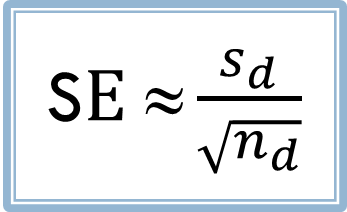 SE ≈ s_d / √n_d